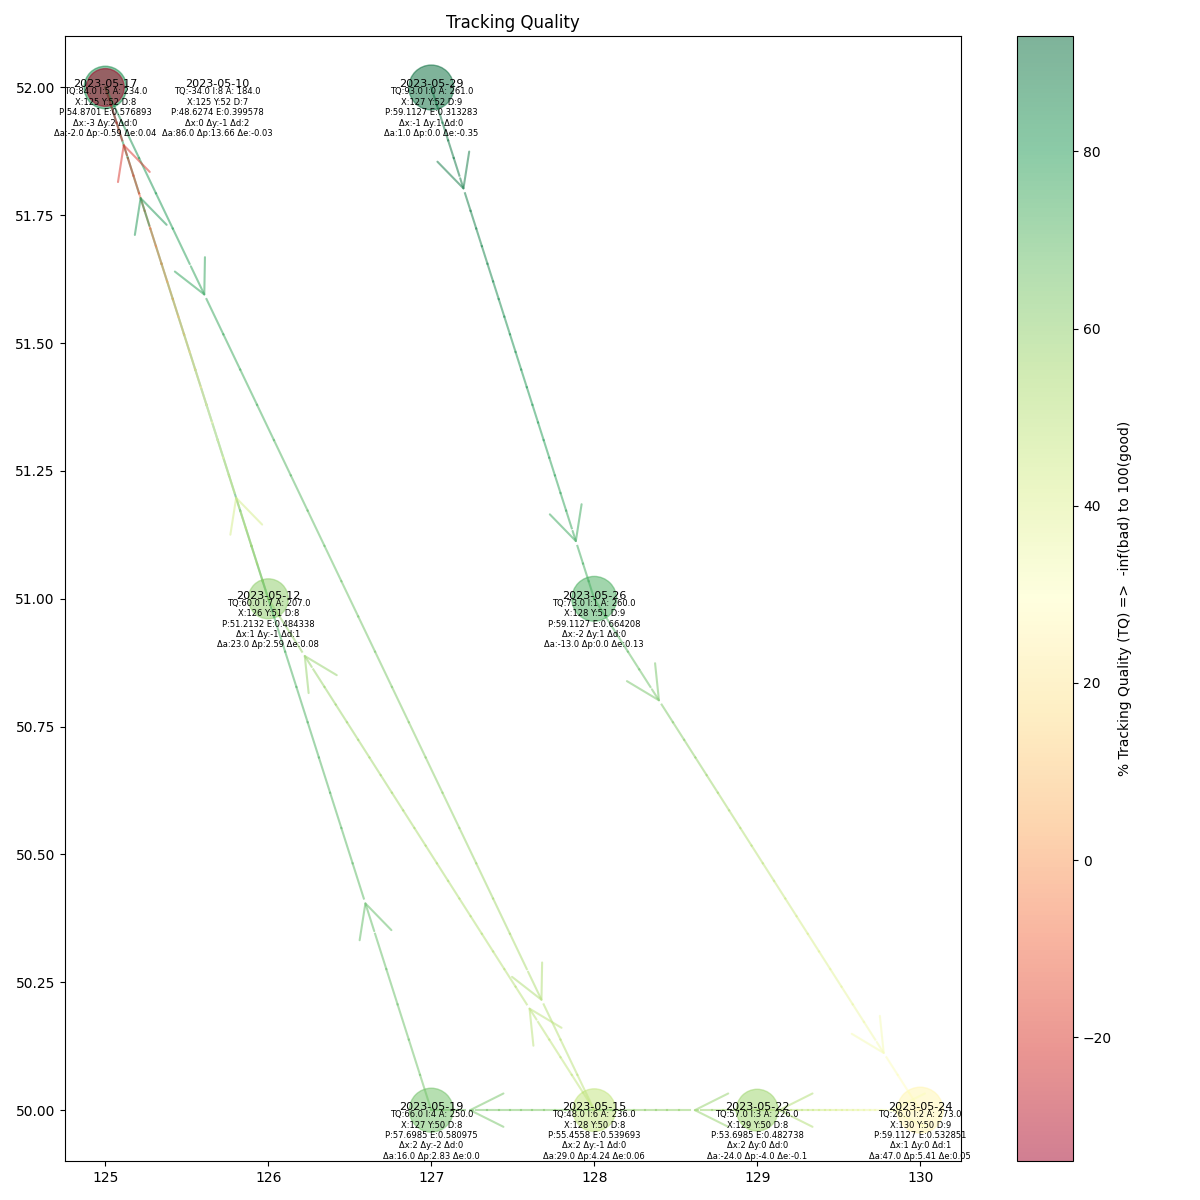 Tracking Quality
52.00
51.75
51.50
51.25
51.00
50.75
50.50
50.25
50.00
125
126
127
128
129
130
2023-05-17
TQ:84.0 I:5 A: 234.0
X:125 Y:52 D:8
P:54.8701 E:0.576893
Δx:-3 Δy:2 Δd:0
Δa:-2.0 Δp:-0.59 Δe:0.04
2023-05-10
TQ:-34.0 I:8 A: 184.0
X:125 Y:52 D:7
P:48.6274 E:0.399578
Δx:0 Δy:-1 Δd:2
Δa:86.0 Δp:13.66 Δe:-0.03
2023-05-29
TQ:93.0 I:0 A: 261.0
X:127 Y:52 D:9
P:59.1127 E:0.313283
Δx:-1 Δy:1 Δd:0
Δa:1.0 Δp:0.0 Δe:-0.35
2023-05-12
TQ:60.0 I:7 A: 207.0
X:126 Y:51 D:8
P:51.2132 E:0.484338
Δx:1 Δy:-1 Δd:1
Δa:23.0 Δp:2.59 Δe:0.08
2023-05-26
TQ:73.0 I:1 A: 260.0
X:128 Y:51 D:9
P:59.1127 E:0.664208
Δx:-2 Δy:1 Δd:0
Δa:-13.0 Δp:0.0 Δe:0.13
2023-05-19
TQ:66.0 I:4 A: 250.0
X:127 Y:50 D:8
P:57.6985 E:0.580975
Δx:2 Δy:-2 Δd:0
Δa:16.0 Δp:2.83 Δe:0.0
2023-05-15
TQ:48.0 I:6 A: 236.0
X:128 Y:50 D:8
P:55.4558 E:0.539693
Δx:2 Δy:-1 Δd:0
Δa:29.0 Δp:4.24 Δe:0.06
2023-05-22
TQ:57.0 I:3 A: 226.0
X:129 Y:50 D:8
P:53.6985 E:0.482738
Δx:2 Δy:0 Δd:0
Δa:-24.0 Δp:-4.0 Δe:-0.1
2023-05-24
TQ:26.0 I:2 A: 273.0
X:130 Y:50 D:9
P:59.1127 E:0.532851
Δx:1 Δy:0 Δd:1
Δa:47.0 Δp:5.41 Δe:0.05
80
60
40
20
0
−20
% Tracking Quality (TQ) => -inf(bad) to 100(good)